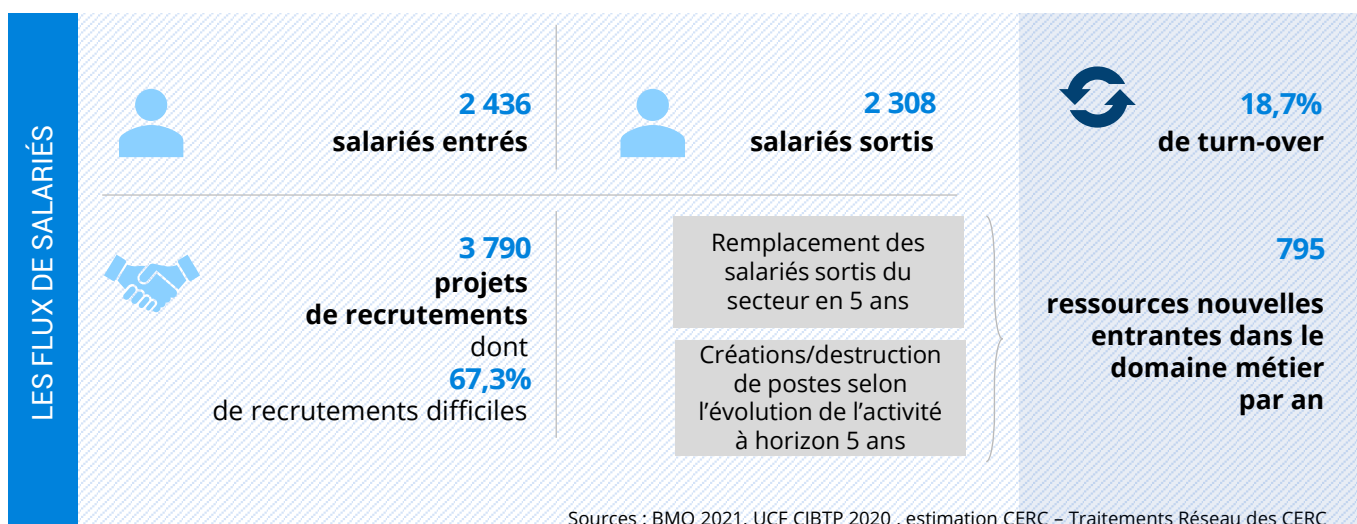 LES FLUX DE SALARIÉS
2 436
salariés entrés
2 308
salariés sortis
18,7%
de turn-over
3 790
projets
de recrutements
dont
67,3%
de recrutements difficiles
Remplacement des
salariés sortis du
secteur en 5 ans
Créations/destruction
de postes selon
l’évolution de l’activité
à horizon 5 ans
795
ressources nouvelles
entrantes dans le
domaine métier
par an
Sources : BMO 2021, UCF CIBTP 2020 , estimation CERC – Traitements Réseau des CERC